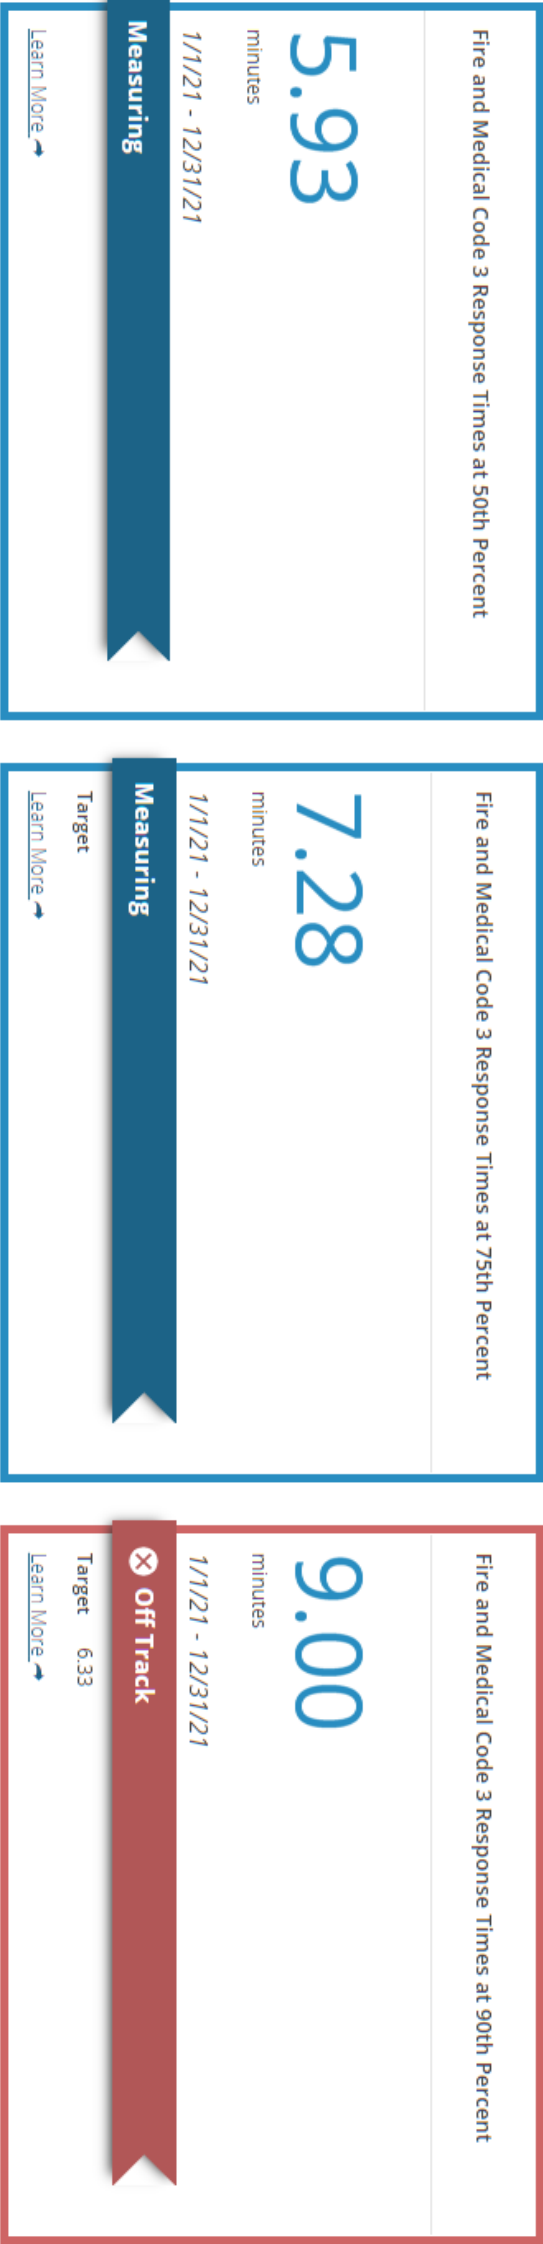 Fire and Medical Code 3 Response Times at 50th Percent
5.93
minutes
1/1/21 - 12/31/21
Measuring
Learn More
Fire and Medical Code 3 Response Times at 75th Percent
7.28
minutes
1/1/21 - 12/31/21
Measuring
Target
Learn More
Fire and Medical Code 3 Response Times at 90th Percent
9.00
minutes
1/1/21 - 12/31/21
Off Track
Target 6.33
Learn More